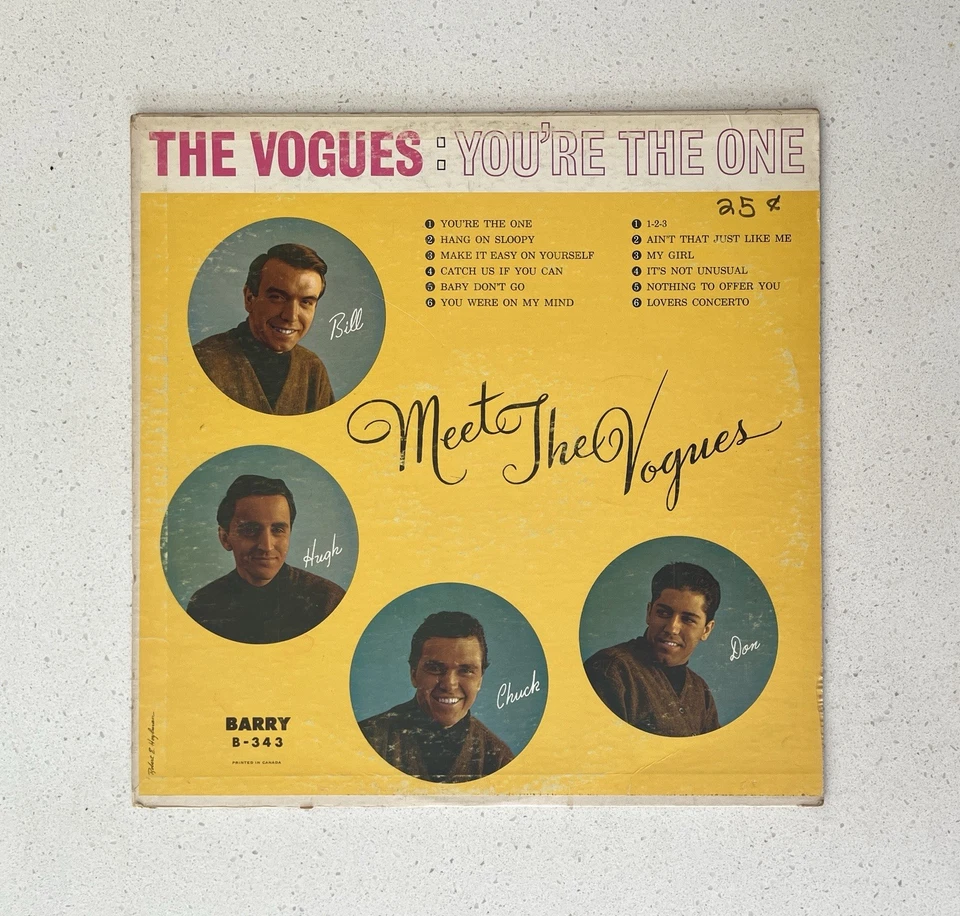 THE VOGUES : YOU'RE THE ONE
25¢
1 YOU'RE THE ONE
2 HANG ON SLOOPY
3 MAKE IT EASY ON YOURSELF
4 CATCH US IF YOU CAN
5 BABY DON'T GO
6 YOU WERE ON MY MIND
1 1-2-3
2 AIN'T THAT JUST LIKE ME
3 MY GIRL
4 IT'S NOT UNUSUAL
5 NOTHING TO OFFER YOU
6 LOVERS CONCERTO
Bill
Meet The Vogues
Hugh
Chuck
Don
BARRY
B-343
PRINTED IN CANADA